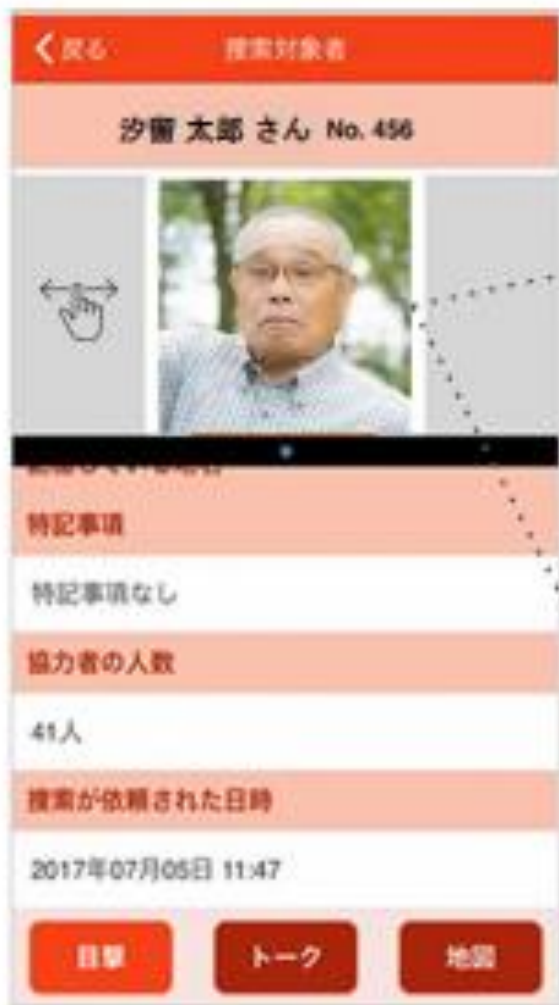 戻る 捜索対象者
汐留 太郎 さん No. 456
特記事項
特記事項なし
協力者の人数
41人
捜索が依頼された日時
2017年07月05日 11:47
目撃 トーク 地図